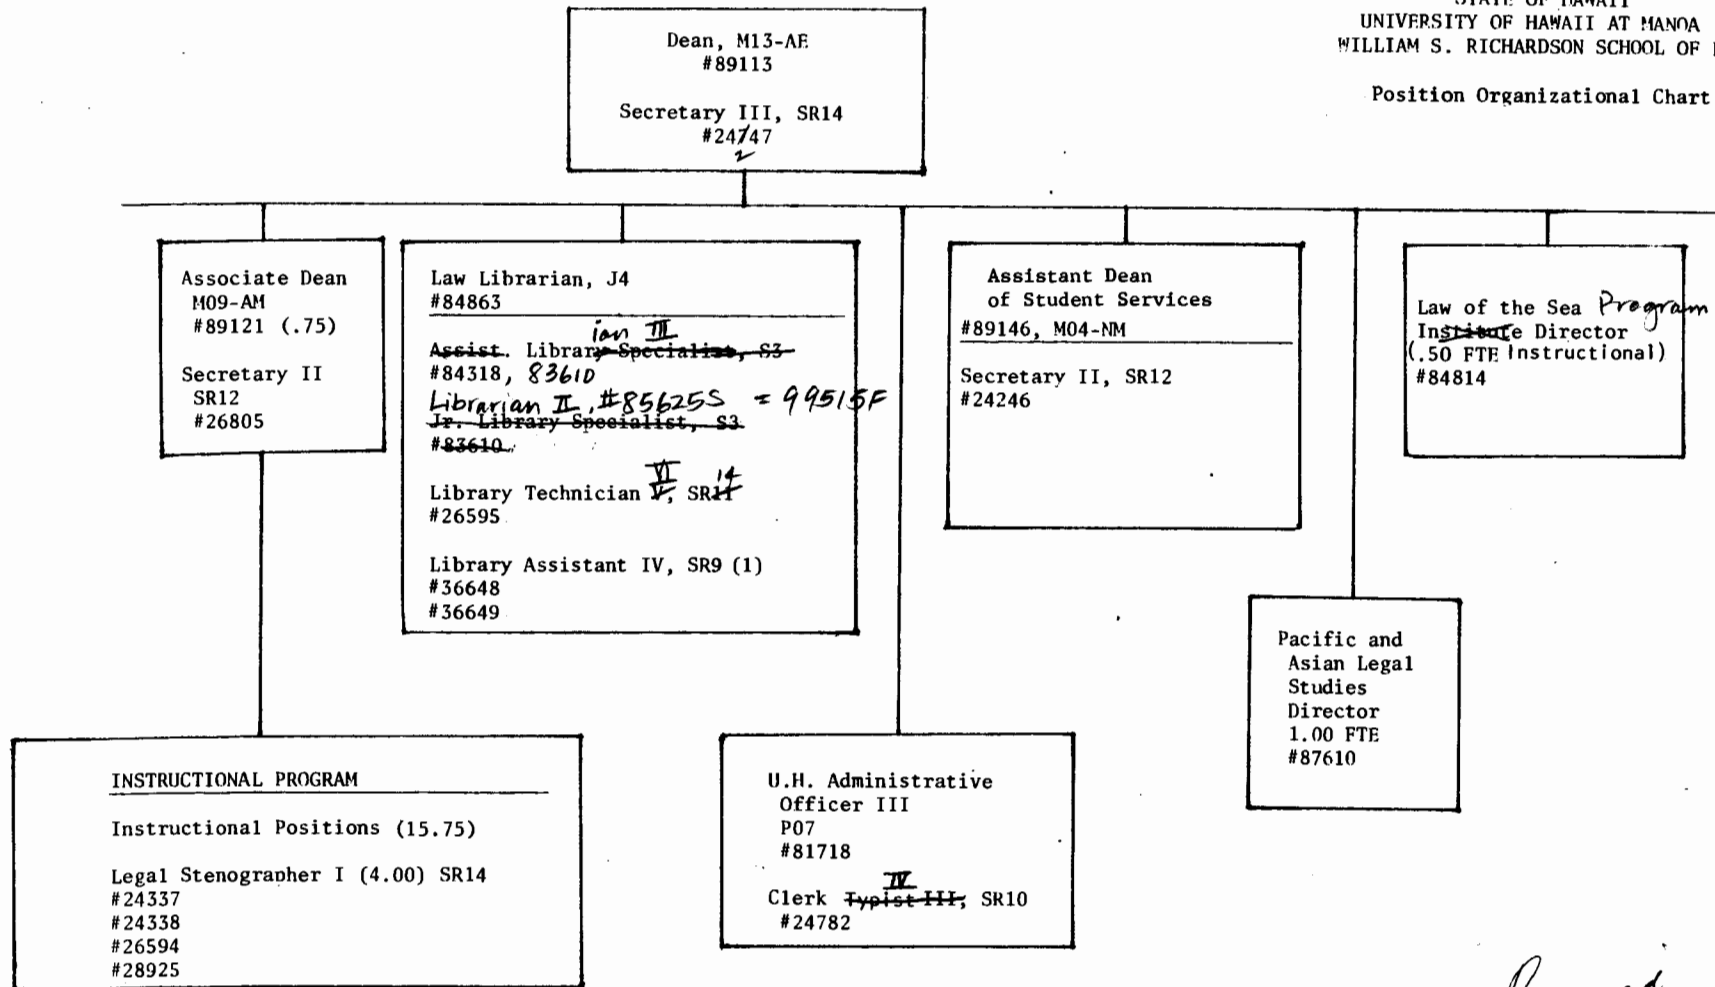 STATE OF HAWAII
UNIVERSITY OF HAWAII AT MANOA
WILLIAM S. RICHARDSON SCHOOL OF
Position Organizational Chart
Dean, M13-AE
#89113
Secretary III, SR14
#24747
2
Associate Dean
M09-AM
#89121 (.75)
Secretary II
SR12
#26805
Law Librarian, J4
#84863
ian III
Assist. Library Specialist, S3
#84318, 83610
Librarian II, #85625S = 99515F
Jr. Library Specialist, S3
#83610
VI 14
Library Technician V, SR11
#26595
Library Assistant IV, SR9 (1)
#36648
#36649
Assistant Dean
of Student Services
#89146, M04-NM
Secretary II, SR12
#24246
Law of the Sea Program
Institute Director
(.50 FTE Instructional)
#84814
Pacific and
Asian Legal
Studies
Director
1.00 FTE
#87610
INSTRUCTIONAL PROGRAM
Instructional Positions (15.75)
Legal Stenographer I (4.00) SR14
#24337
#24338
#26594
#28925
U.H. Administrative
Officer III
P07
#81718
IV
Clerk Typist III, SR10
#24782